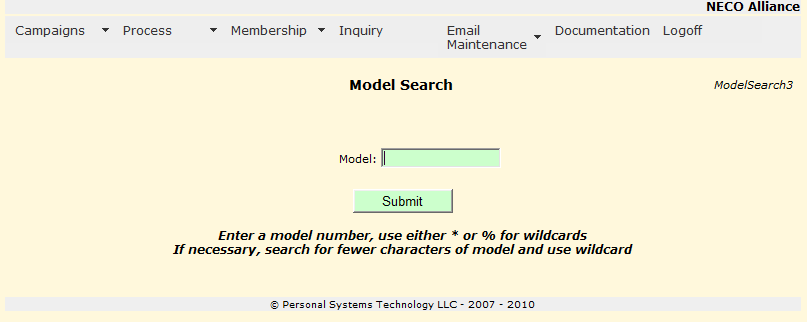 NECO Alliance
Campaigns Process Membership Inquiry Email Maintenance Documentation Logoff
Model Search
ModelSearch3
Model:
Submit
Enter a model number, use either * or % for wildcards
If necessary, search for fewer characters of model and use wildcard
© Personal Systems Technology LLC - 2007 - 2010